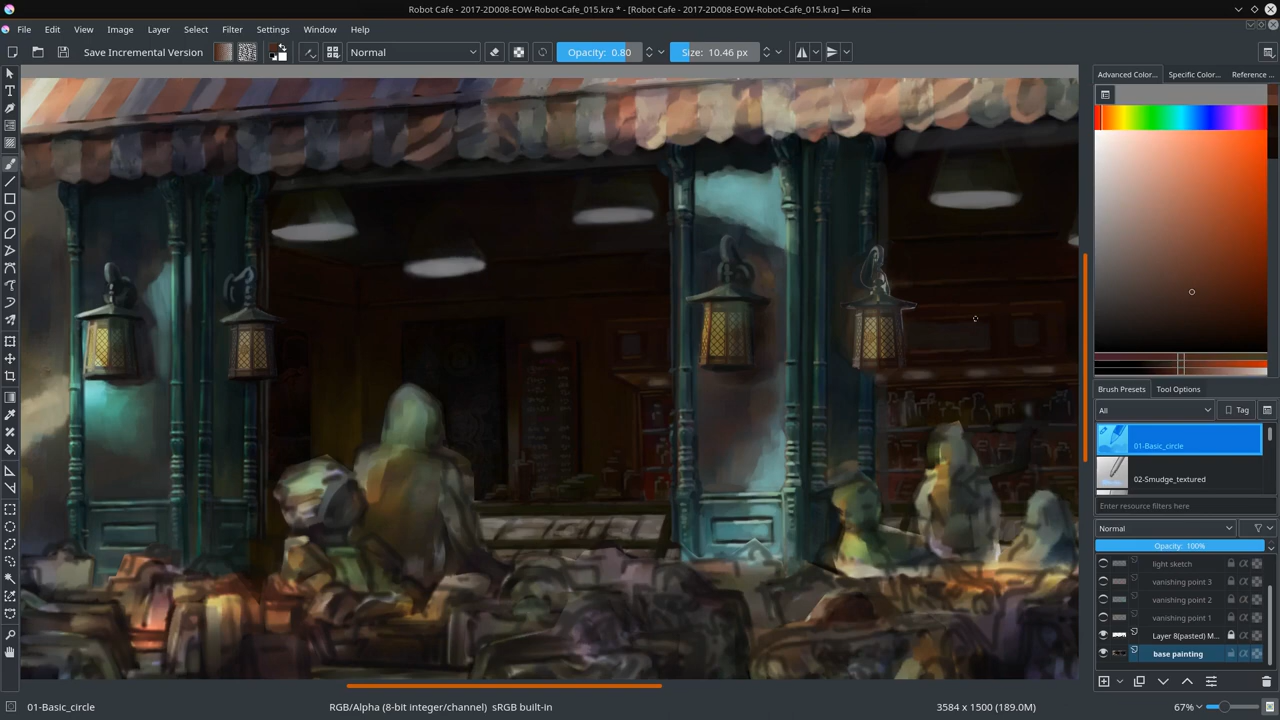 Robot Cafe - 2017-2D008-EOW-Robot-Cafe_015.kra * - [Robot Cafe - 2017-2D008-EOW-Robot-Cafe_015.kra] — Krita
File Edit View Image Layer Select Filter Settings Window Help
Save Incremental Version Normal Opacity: 0.80 Size: 10.46 px
Advanced Color... Specific Color... Reference ...
Brush Presets Tool Options
All Tag
01-Basic_circle
02-Smudge_textured
Enter resource filters here
Normal
Opacity: 100%
light sketch
vanishing point 3
vanishing point 2
vanishing point 1
Layer 8(pasted) M...
base painting
01-Basic_circle RGB/Alpha (8-bit integer/channel) sRGB built-in 3584 x 1500 (189.0M) 67%